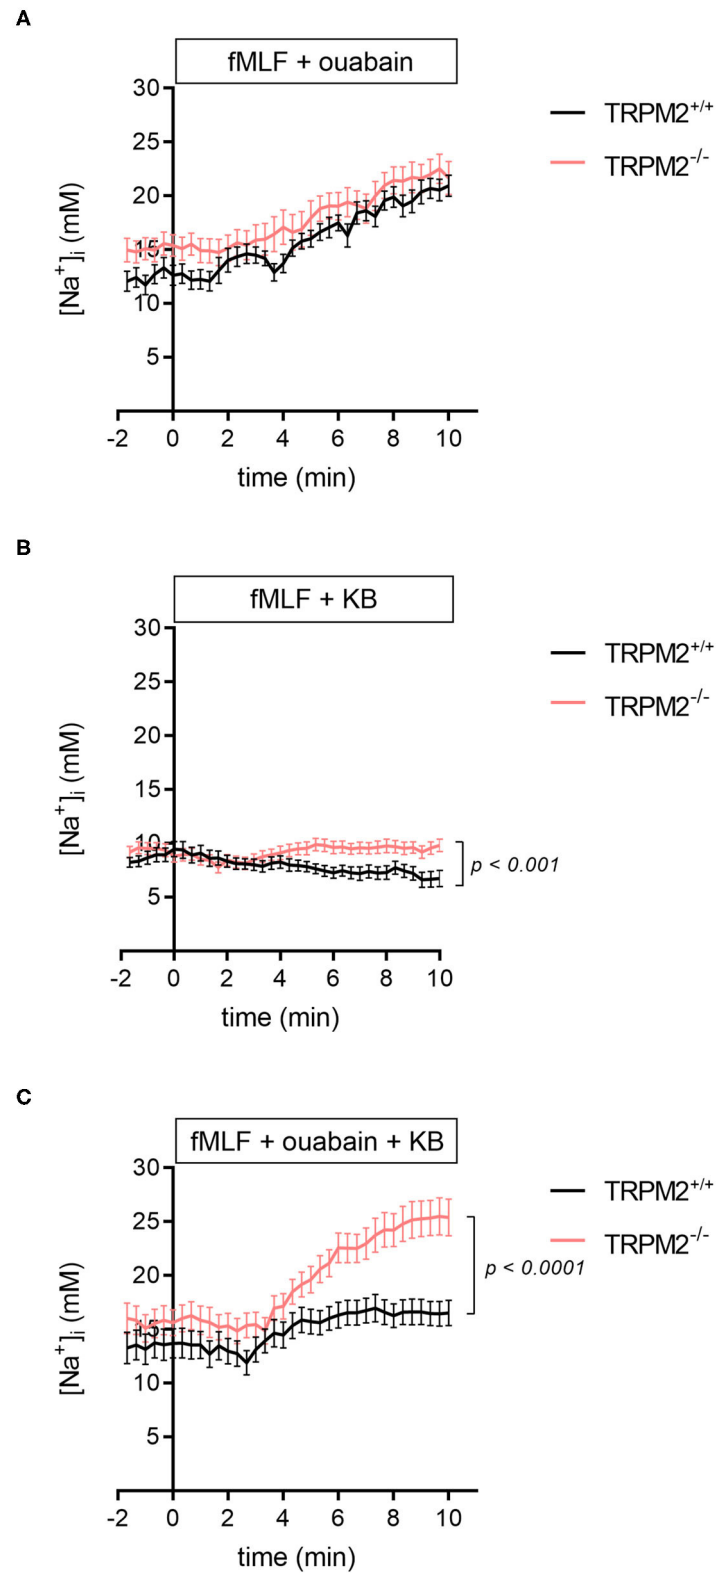 A
fMLF + ouabain
30
25
20
15
10
5
-2 0 2 4 6 8 10
[Na⁺]ᵢ (mM)
time (min)
TRPM2⁺/⁺
TRPM2⁻/⁻
B
fMLF + KB
30
25
20
15
10
5
-2 0 2 4 6 8 10
[Na⁺]ᵢ (mM)
time (min)
TRPM2⁺/⁺
TRPM2⁻/⁻
p < 0.001
C
fMLF + ouabain + KB
30
25
20
15
10
5
-2 0 2 4 6 8 10
[Na⁺]ᵢ (mM)
time (min)
TRPM2⁺/⁺
TRPM2⁻/⁻
p < 0.0001